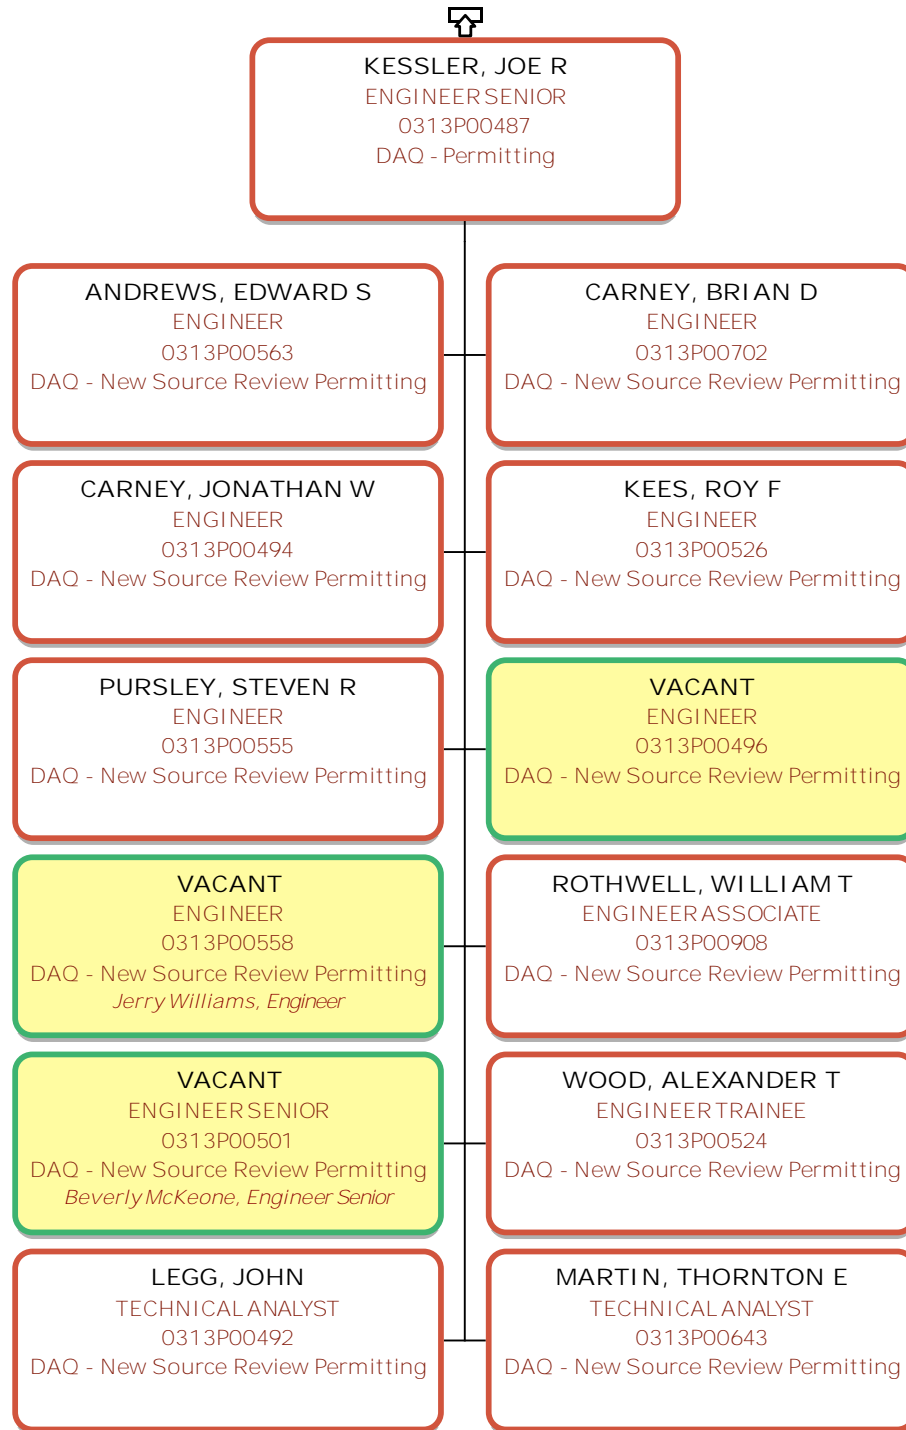 KESSLER, JOE R
ENGINEER SENIOR
0313P00487
DAQ - Permitting
ANDREWS, EDWARD S
ENGINEER
0313P00563
DAQ - New Source Review Permitting
CARNEY, BRIAN D
ENGINEER
0313P00702
DAQ - New Source Review Permitting
CARNEY, JONATHAN W
ENGINEER
0313P00494
DAQ - New Source Review Permitting
KEES, ROY F
ENGINEER
0313P00526
DAQ - New Source Review Permitting
PURSLEY, STEVEN R
ENGINEER
0313P00555
DAQ - New Source Review Permitting
VACANT
ENGINEER
0313P00496
DAQ - New Source Review Permitting
VACANT
ENGINEER
0313P00558
DAQ - New Source Review Permitting
Jerry Williams, Engineer
ROTHWELL, WILLIAM T
ENGINEER ASSOCIATE
0313P00908
DAQ - New Source Review Permitting
VACANT
ENGINEER SENIOR
0313P00501
DAQ - New Source Review Permitting
Beverly McKeone, Engineer Senior
WOOD, ALEXANDER T
ENGINEER TRAINEE
0313P00524
DAQ - New Source Review Permitting
LEGG, JOHN
TECHNICAL ANALYST
0313P00492
DAQ - New Source Review Permitting
MARTIN, THORNTON E
TECHNICAL ANALYST
0313P00643
DAQ - New Source Review Permitting